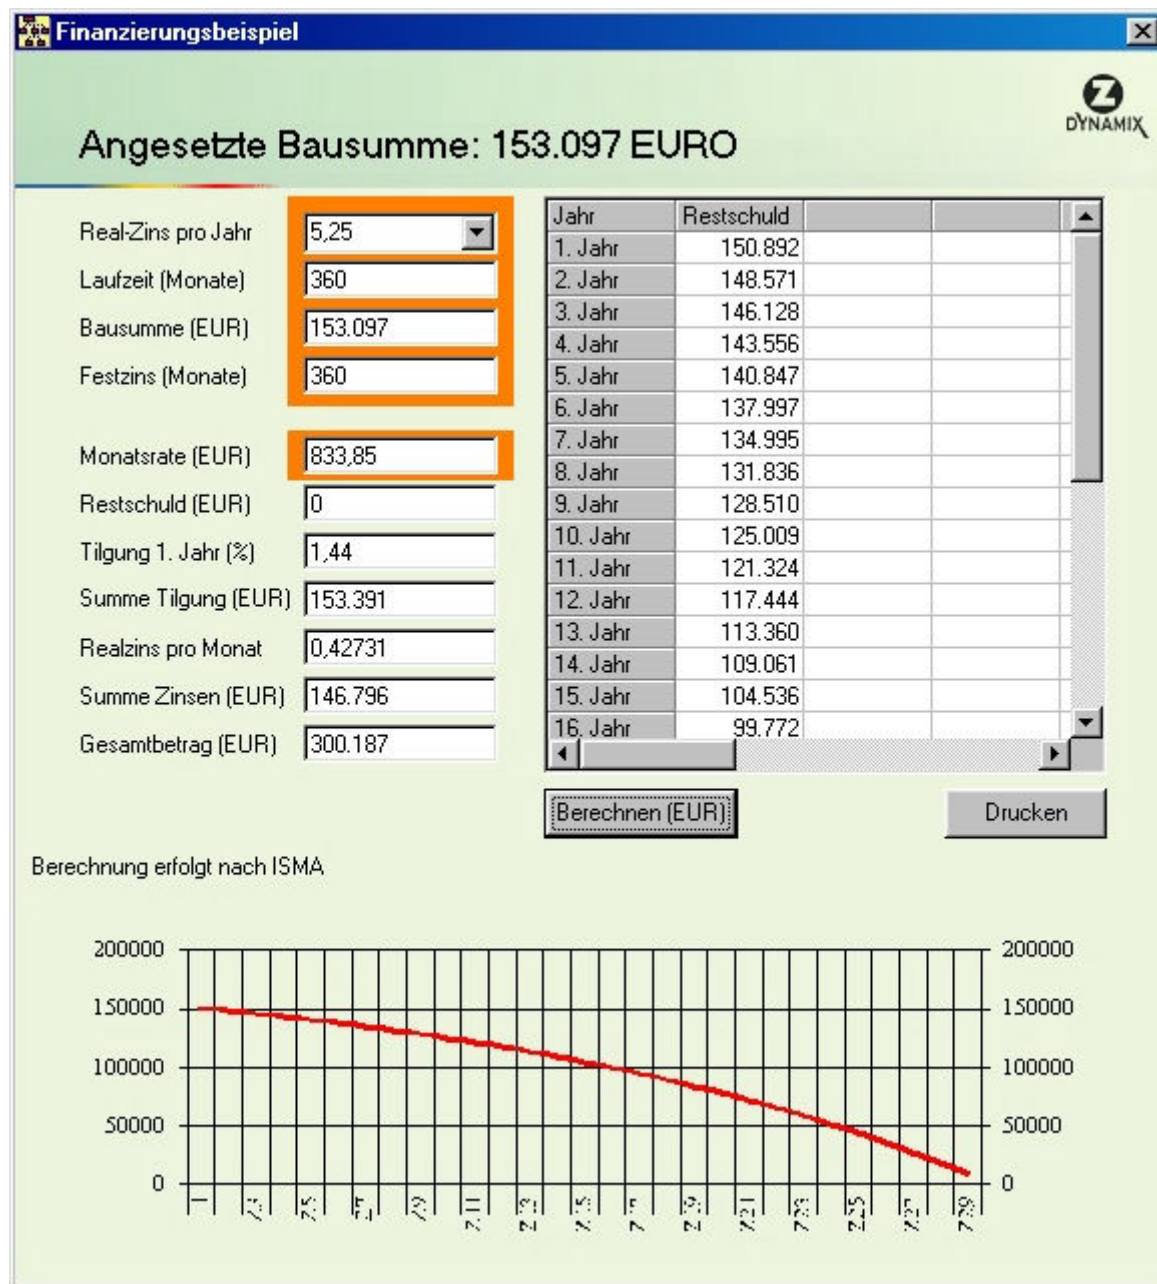 Finanzierungsbeispiel
Z
DYNAMIX
Angesetzte Bausumme: 153.097 EURO
Real-Zins pro Jahr 5,25
Laufzeit (Monate) 360
Bausumme (EUR) 153.097
Festzins (Monate) 360
Monatsrate (EUR) 833,85
Restschuld (EUR) 0
Tilgung 1. Jahr (%) 1,44
Summe Tilgung (EUR) 153.391
Realzins pro Monat 0,42731
Summe Zinsen (EUR) 146.796
Gesamtbetrag (EUR) 300.187
Jahr Restschuld
1. Jahr 150.892
2. Jahr 148.571
3. Jahr 146.128
4. Jahr 143.556
5. Jahr 140.847
6. Jahr 137.997
7. Jahr 134.995
8. Jahr 131.836
9. Jahr 128.510
10. Jahr 125.009
11. Jahr 121.324
12. Jahr 117.444
13. Jahr 113.360
14. Jahr 109.061
15. Jahr 104.536
16. Jahr 99.772
Berechnen (EUR) Drucken
Berechnung erfolgt nach ISMA
200000 200000
150000 150000
100000 100000
50000 50000
0 0